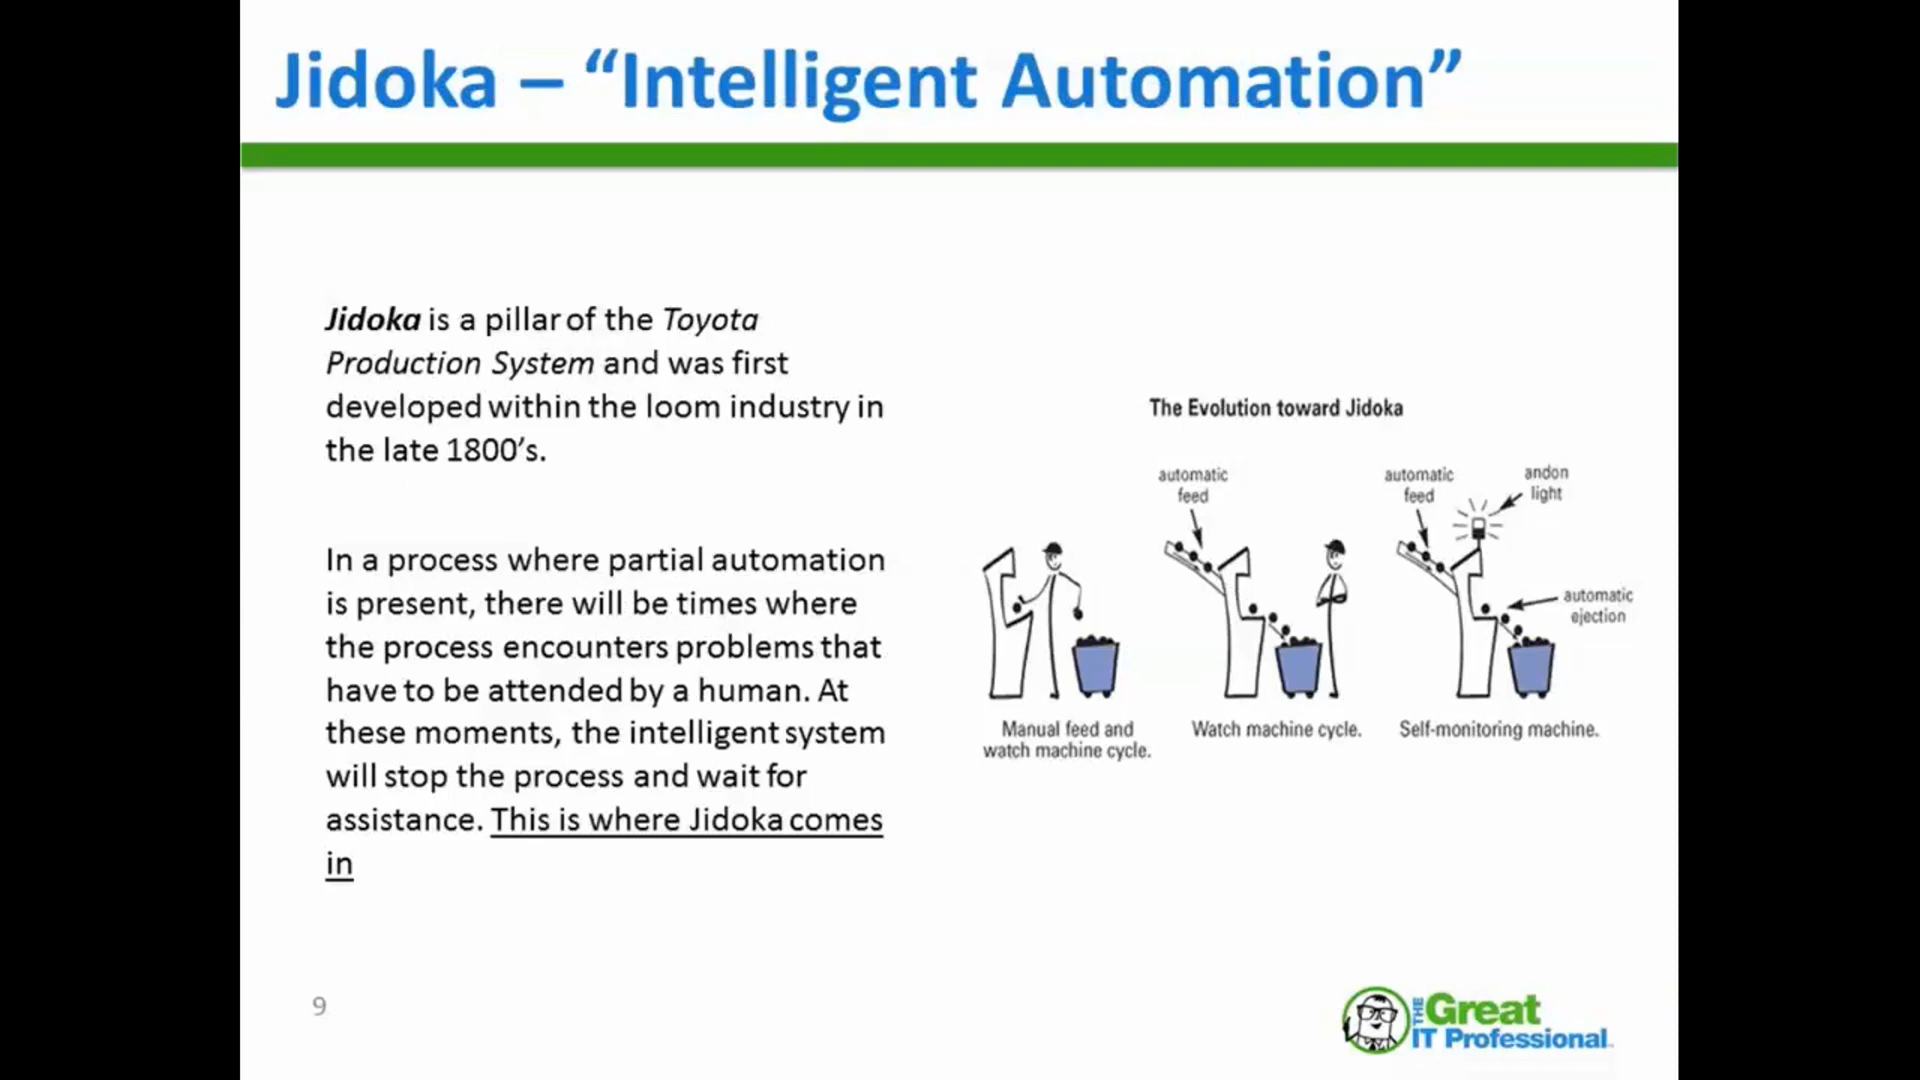 Jidoka – “Intelligent Automation”
Jidoka is a pillar of the Toyota
Production System and was first
developed within the loom industry in
the late 1800’s.
In a process where partial automation
is present, there will be times where
the process encounters problems that
have to be attended by a human. At
these moments, the intelligent system
will stop the process and wait for
assistance. This is where Jidoka comes
in
The Evolution toward Jidoka
automatic
feed
automatic
feed
andon
light
automatic
ejection
Manual feed and
watch machine cycle.
Watch machine cycle.
Self-monitoring machine.
9
THE Great
IT Professional